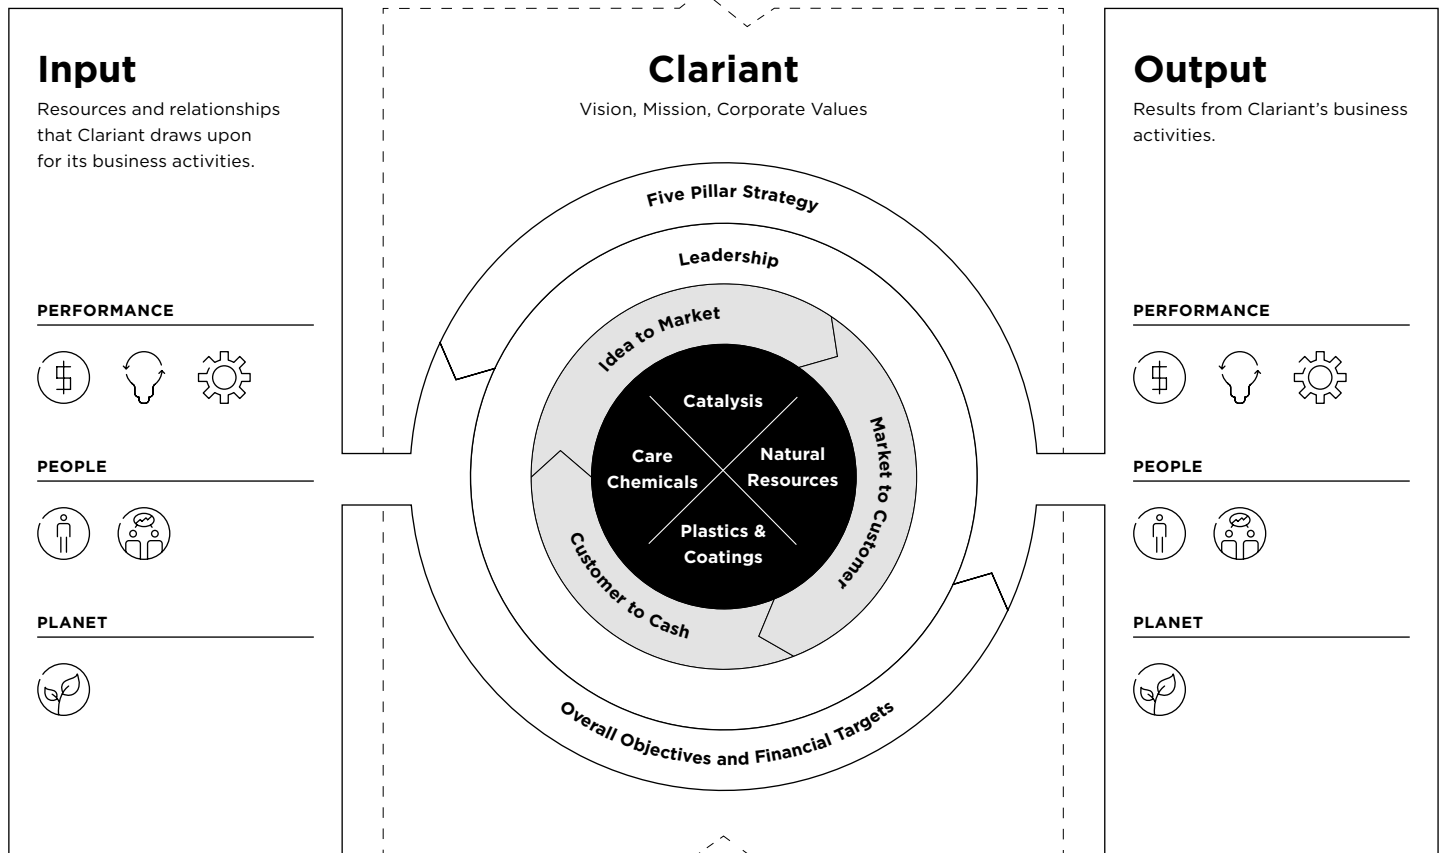 Input
Resources and relationships
that Clariant draws upon
for its business activities.
PERFORMANCE
PEOPLE
PLANET
Clariant
Vision, Mission, Corporate Values
Five Pillar Strategy
Leadership
Idea to Market
Market to Customer
Customer to Cash
Catalysis
Care
Chemicals
Natural
Resources
Plastics &
Coatings
Overall Objectives and Financial Targets
Output
Results from Clariant’s business
activities.
PERFORMANCE
PEOPLE
PLANET